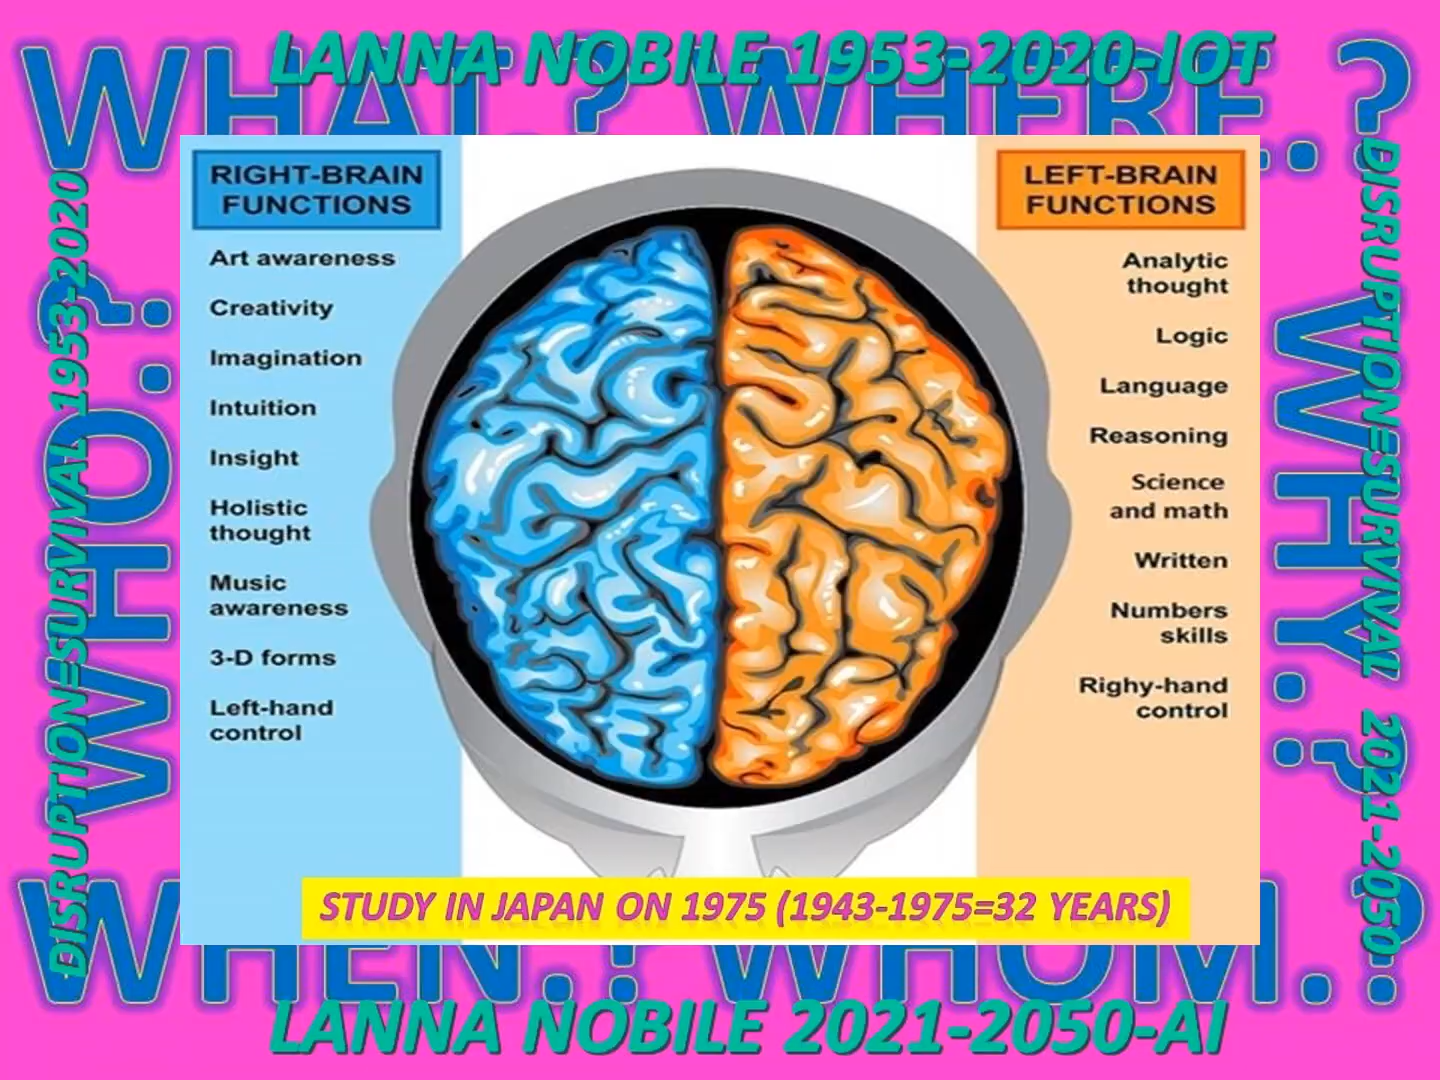 LANNA NOBILE 1953-2020-IOT
WHAT.? WHERE.?
DISRUPTION=SURVIVAL 1953-2020
WHO.?
RIGHT-BRAIN
FUNCTIONS
Art awareness
Creativity
Imagination
Intuition
Insight
Holistic
thought
Music
awareness
3-D forms
Left-hand
control
LEFT-BRAIN
FUNCTIONS
Analytic
thought
Logic
Language
Reasoning
Science
and math
Written
Numbers
skills
Righy-hand
control
WHY.?
DISRUPTION=SURVIVAL 2021-2050
STUDY IN JAPAN ON 1975 (1943-1975=32 YEARS)
WHEN.? WHOM.?
LANNA NOBILE 2021-2050-AI